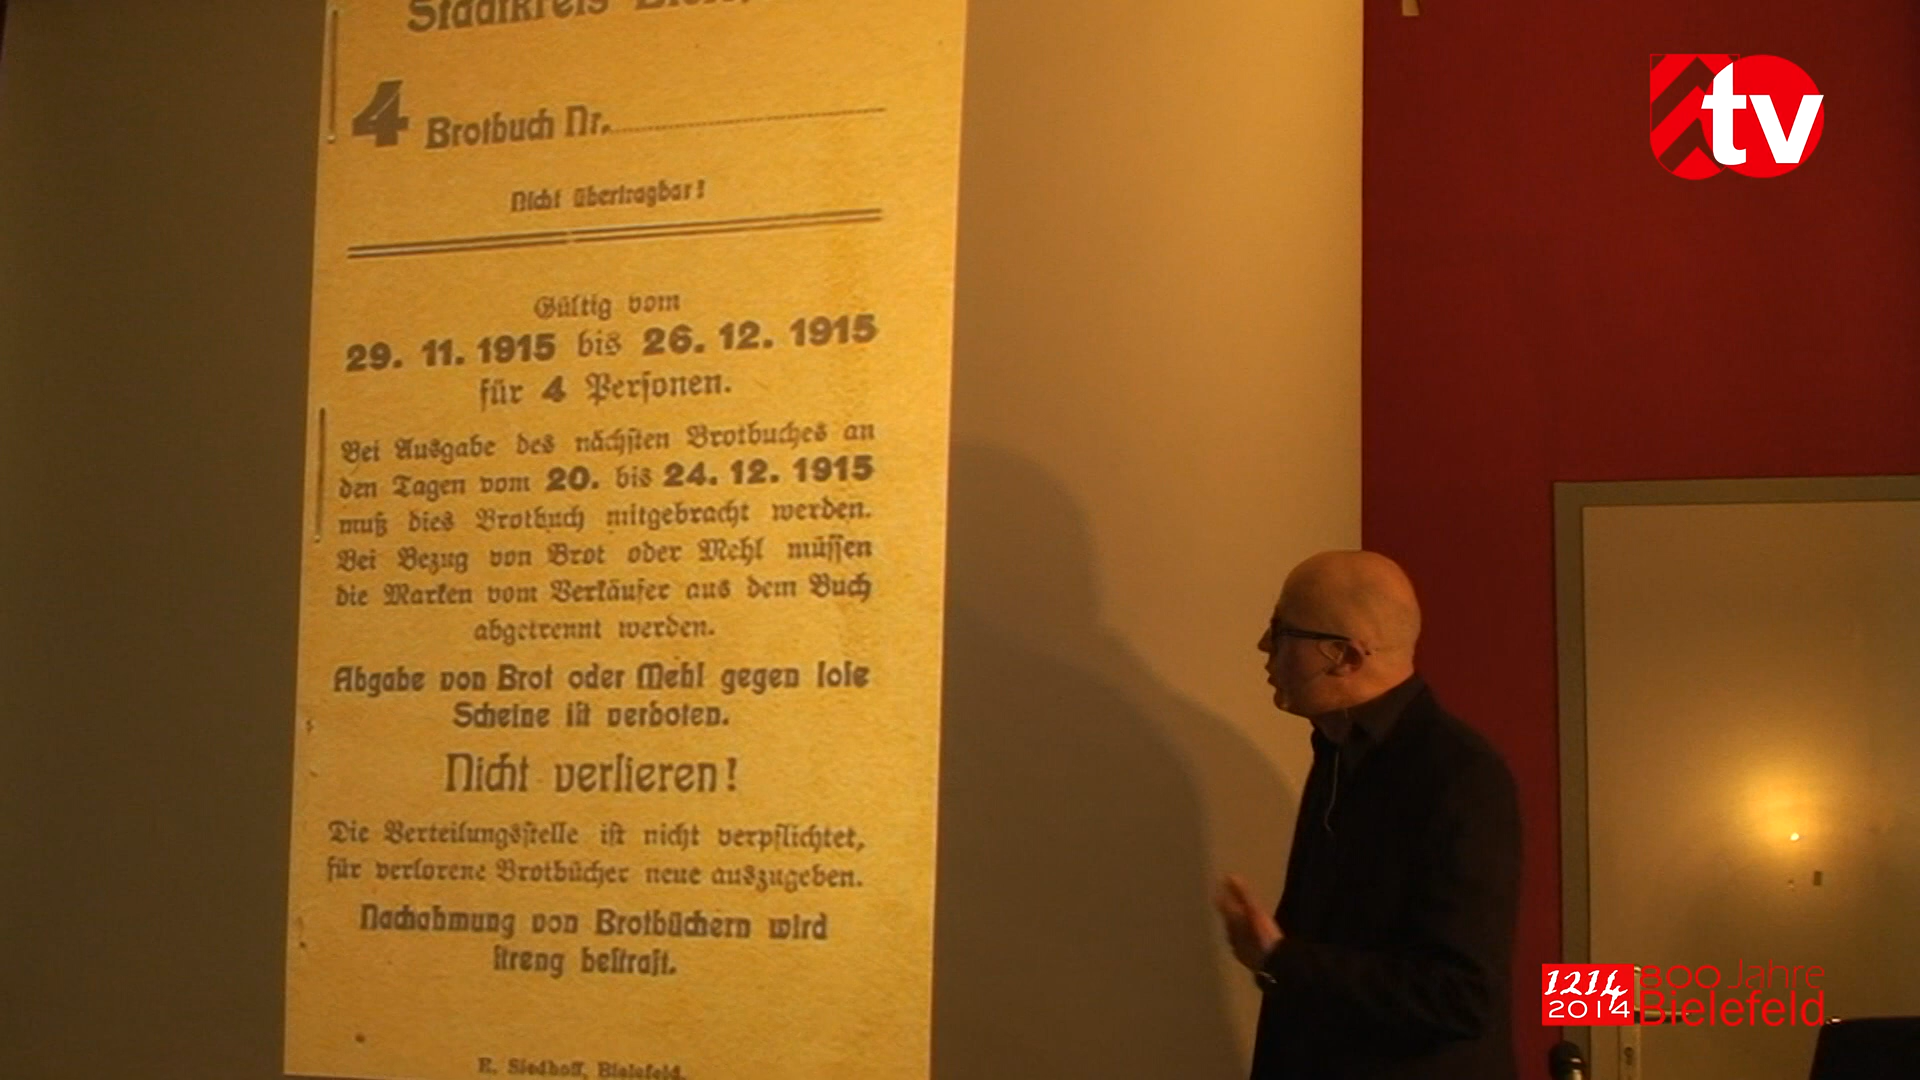 Stadtkreis
4 Brotbuch Nr.
Nicht übertragbar!
Gültig vom
29. 11. 1915 bis 26. 12. 1915
für 4 Personen.
Bei Ausgabe des nächsten Brotbuches an
den Tagen vom 20. bis 24. 12. 1915
muß dies Brotbuch mitgebracht werden.
Bei Bezug von Brot oder Mehl müssen
die Marken vom Verkäufer aus dem Buch
abgetrennt werden.
Abgabe von Brot oder Mehl gegen lose
Scheine ist verboten.
Nicht verlieren!
Die Verteilungsstelle ist nicht verpflichtet,
für verlorene Brotbücher neue auszugeben.
Nachahmung von Brotbüchern wird
streng bestraft.
E. Siedhoff, Bielefeld.
tv
1214
2014
800 Jahre
Bielefeld